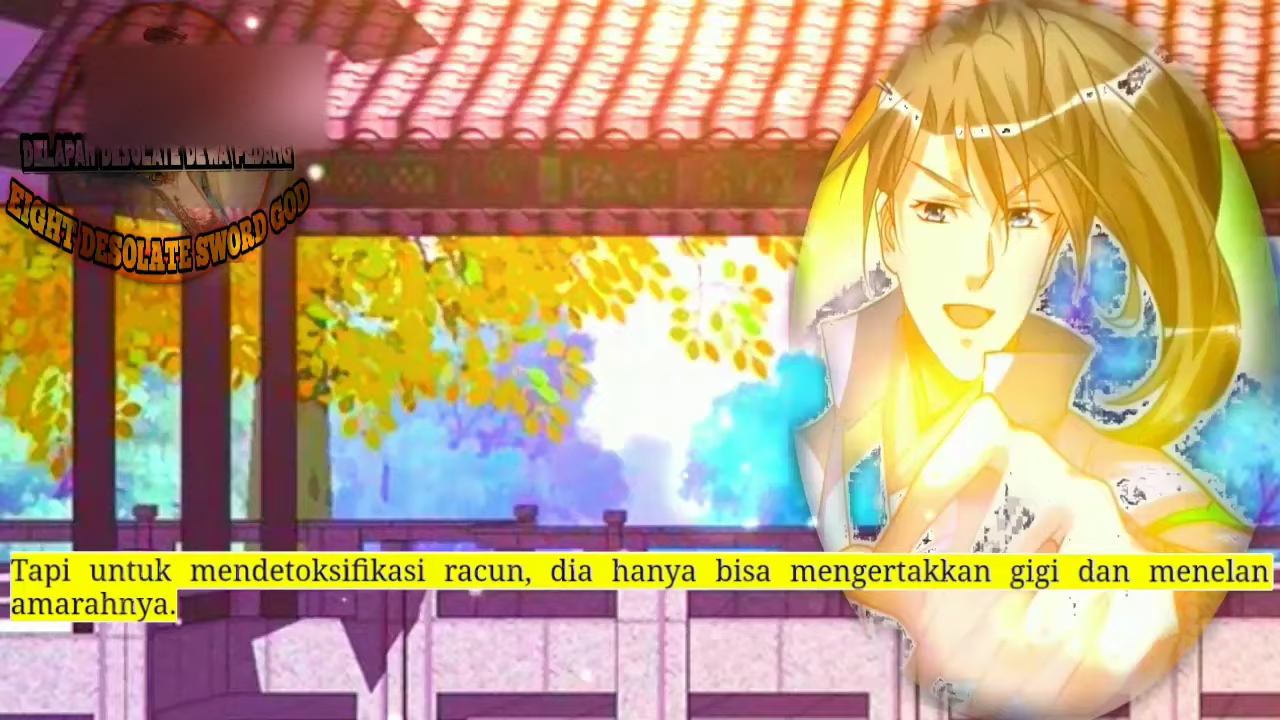 DELAPAN DESOLATE DEWA PEDANG
EIGHT DESOLATE SWORD GOD
Tapi untuk mendetoksifikasi racun, dia hanya bisa mengertakkan gigi dan menelan
amarahnya.